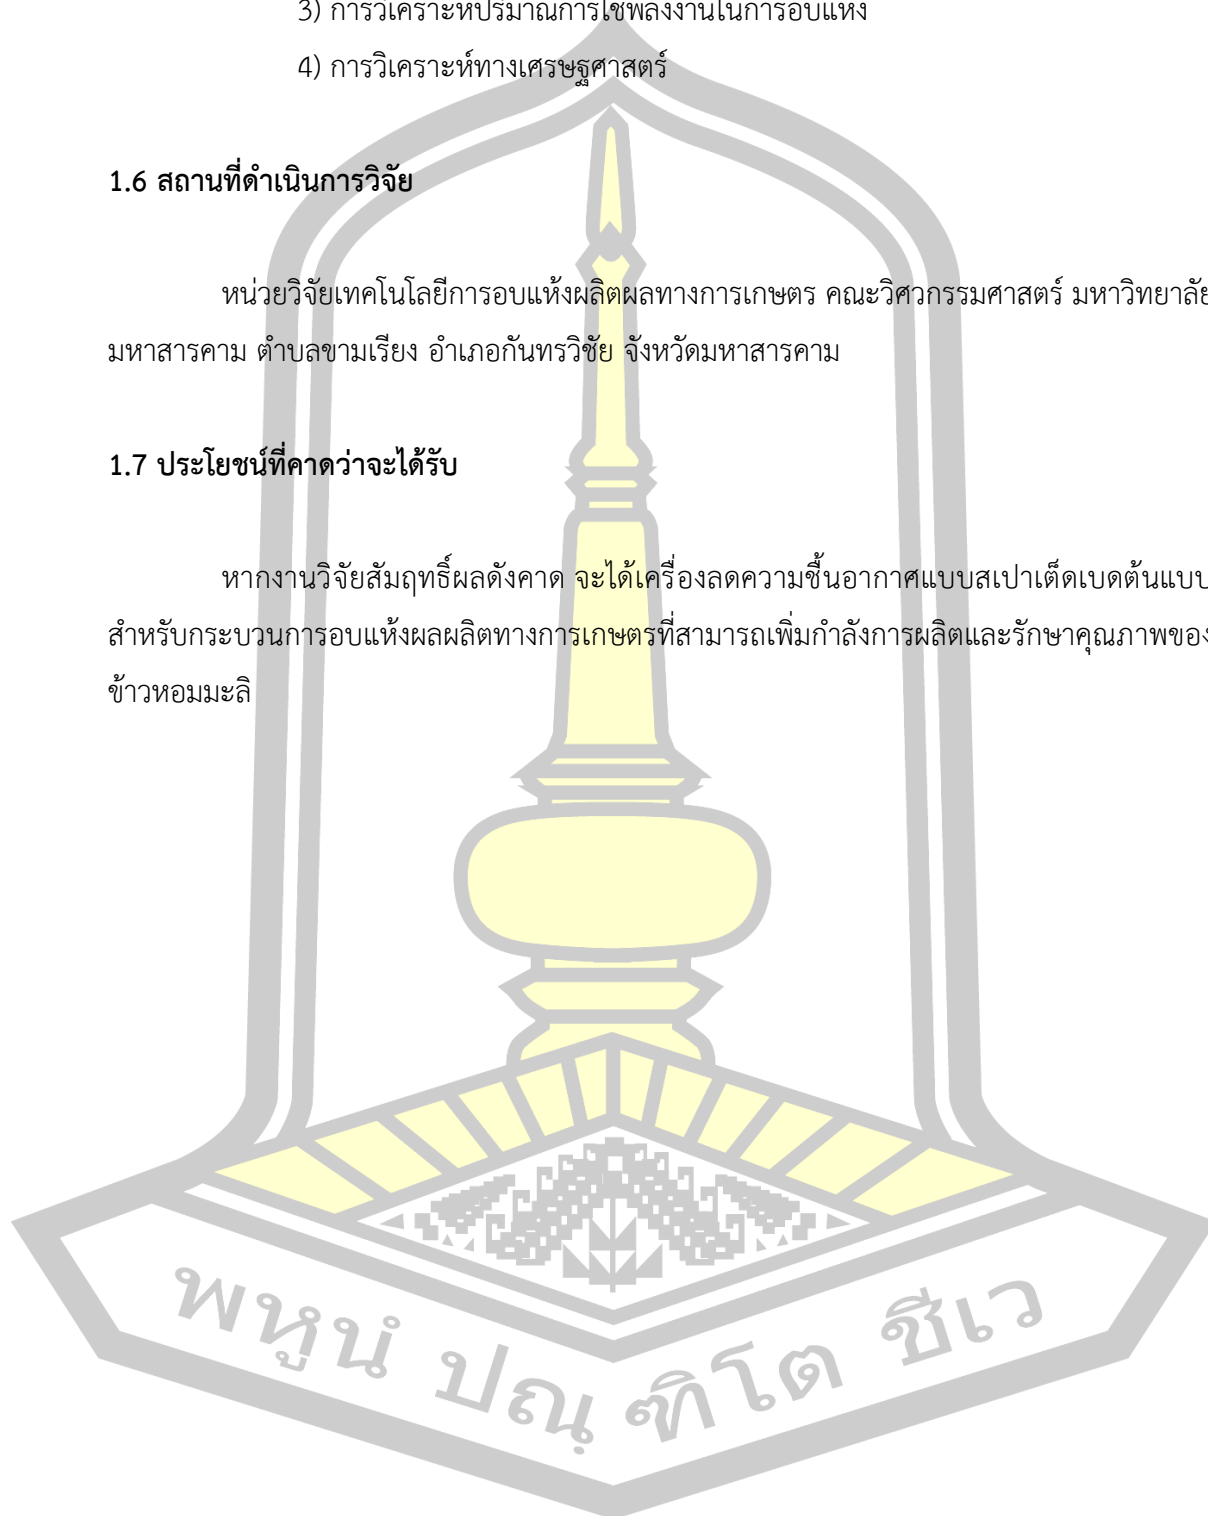 3) การวิเคราะห์ปริมาณการใช้พลังงานในการอบแห้ง
4) การวิเคราะห์ทางเศรษฐศาสตร์
1.6 สถานที่ดำเนินการวิจัย
หน่วยวิจัยเทคโนโลยีการอบแห้งผลิตผลทางการเกษตร คณะวิศวกรรมศาสตร์ มหาวิทยาลัย
มหาสารคาม ตำบลขามเรียง อำเภอกันทรวิชัย จังหวัดมหาสารคาม
1.7 ประโยชน์ที่คาดว่าจะได้รับ
หากงานวิจัยสัมฤทธิ์ผลดังคาด จะได้เครื่องลดความชื้นอากาศแบบสเปาเต็ดเบดต้นแบบ
สำหรับกระบวนการอบแห้งผลผลิตทางการเกษตรที่สามารถเพิ่มกำลังการผลิตและรักษาคุณภาพของ
ข้าวหอมมะลิ
พหูนํ ปณฺฑิโต ชีเว